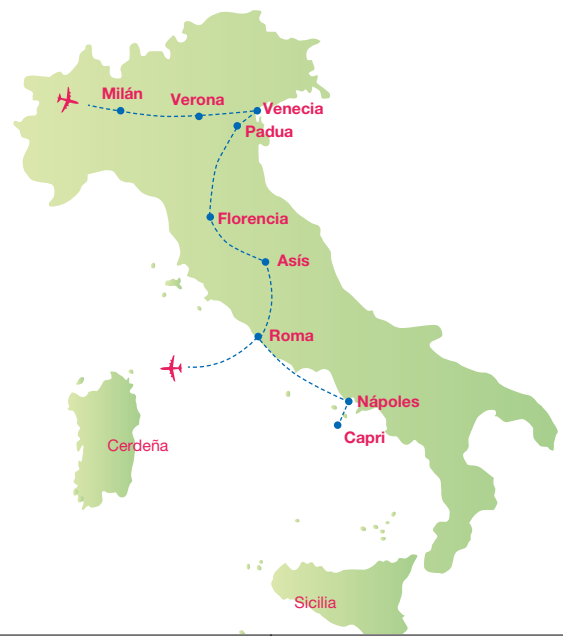 Milán
Verona
Venecia
Padua
Florencia
Asís
Roma
Nápoles
Capri
Cerdeña
Sicilia